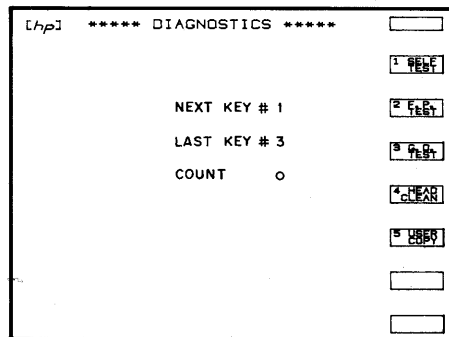 [hp] ***** DIAGNOSTICS *****
1 SELF TEST
NEXT KEY # 1
2 F.P. TEST
LAST KEY # 3
3 G.D. TEST
COUNT 0
4 HEAD CLEAN
5 USER COPY